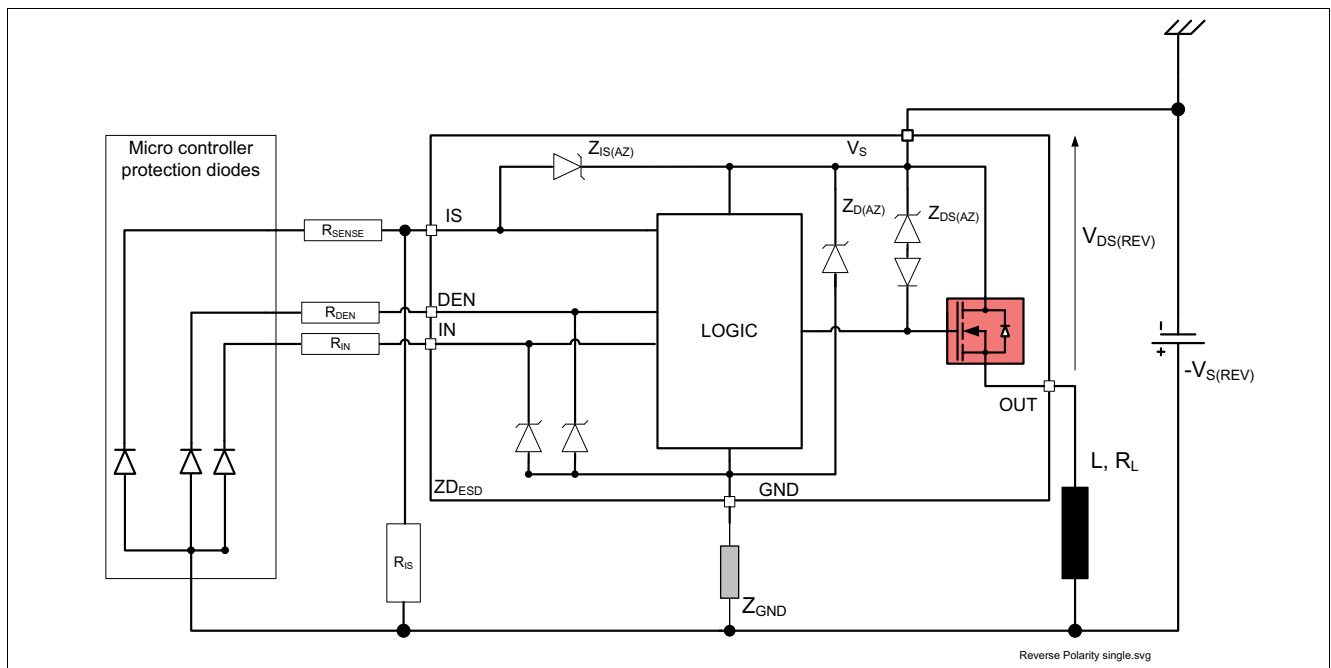 Micro controller
protection diodes
Z_IS(AZ)
V_S
Z_D(AZ)
Z_DS(AZ)
V_DS(REV)
IS
R_SENSE
DEN
R_DEN
IN
R_IN
LOGIC
-
+
-V_S(REV)
OUT
L, R_L
ZD_ESD
GND
R_IS
Z_GND
Reverse Polarity single.svg